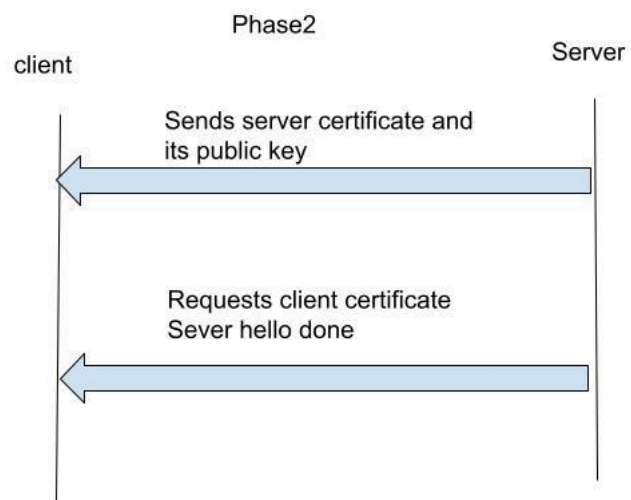 Phase2
client
Server
Sends server certificate and
its public key
Requests client certificate
Sever hello done